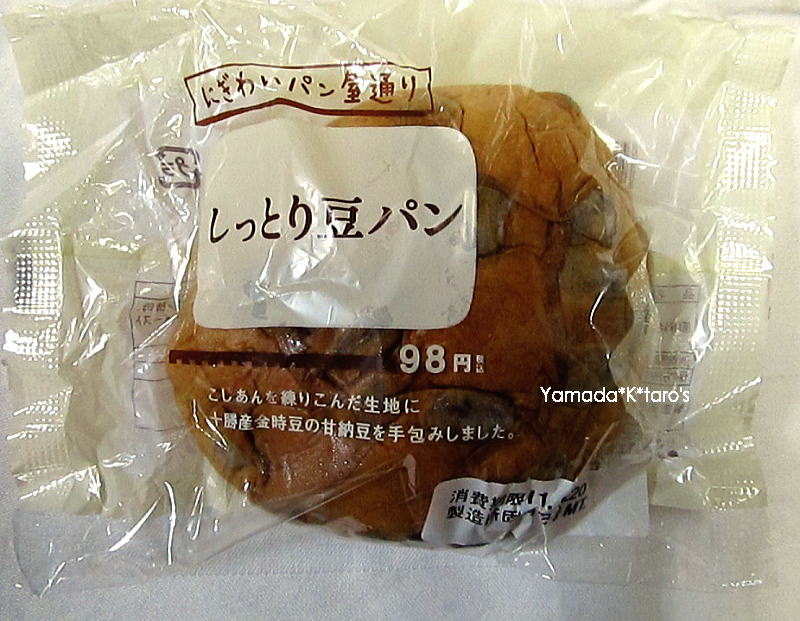 にぎわいパン屋通り
しっとり豆パン
98円税込
Yamada*K*taro's
こしあんを練りこんだ生地に
十勝産金時豆の甘納豆を手包みしました。
消費期限
製造